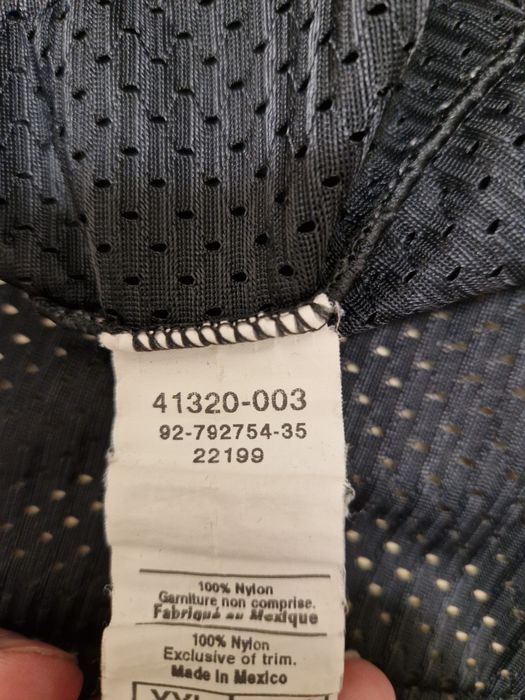 41320-003
92-792754-35
22199
100% Nylon
Garniture non comprise.
Fabriqué au Mexique
100% Nylon
Exclusive of trim.
Made in Mexico
XXL